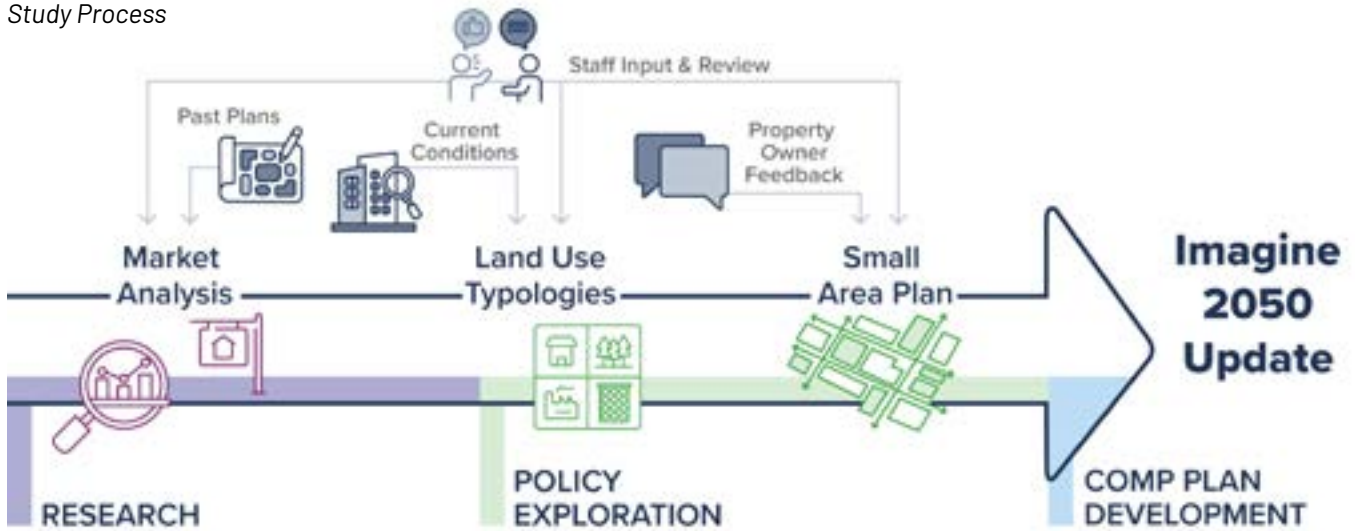 Study Process
Staff Input & Review
Past Plans
Current
Conditions
Property
Owner
Feedback
Market
Analysis
Land Use
Typologies
Small
Area Plan
Imagine
2050
Update
RESEARCH
POLICY
EXPLORATION
COMP PLAN
DEVELOPMENT